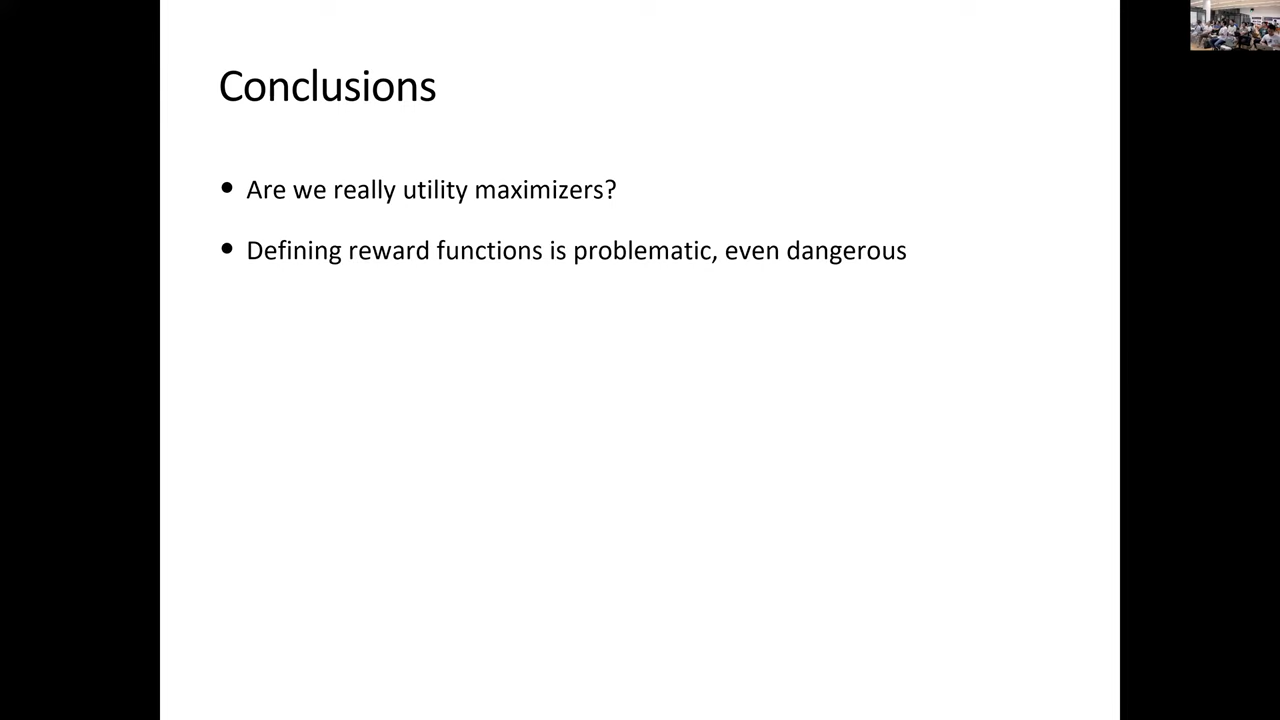 Conclusions
• Are we really utility maximizers?
• Defining reward functions is problematic, even dangerous